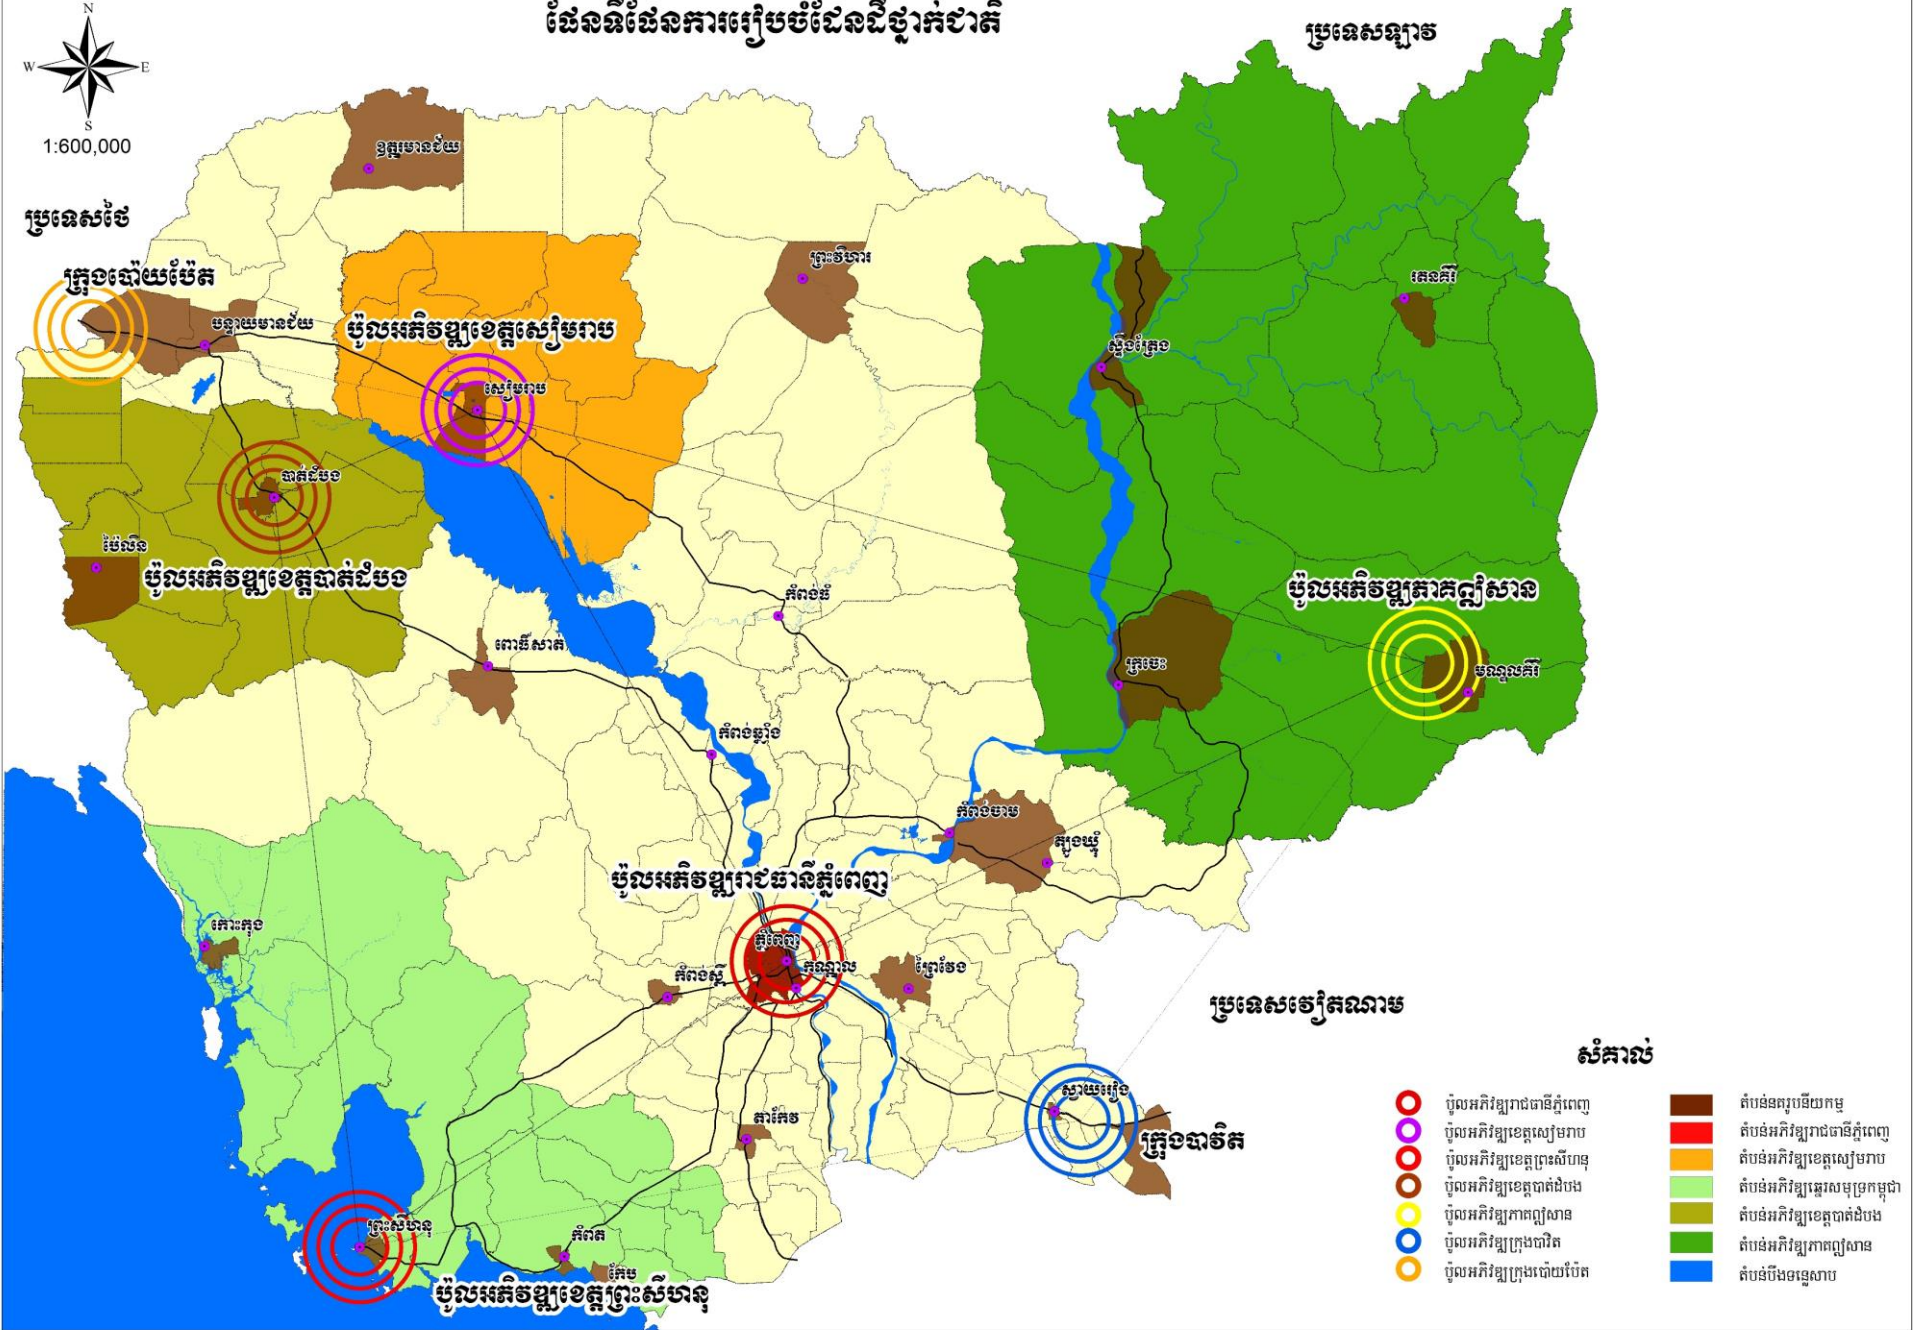 ផែនទីផែនការរៀបចំដែនដីថ្នាក់ជាតិ
N
W
E
S
1:600,000
ប្រទេសឡាវ
ប្រទេសថៃ
ឧត្តរមានជ័យ
ក្រុងប៉ោយប៉ែត
បន្ទាយមានជ័យ
ព្រះវិហារ
រតនគិរី
ប៉ូលអភិវឌ្ឍខេត្តសៀមរាប
ស្ទឹងត្រែង
សៀមរាប
បាត់ដំបង
ប៉ៃលិន
ប៉ូលអភិវឌ្ឍខេត្តបាត់ដំបង
កំពង់ធំ
ប៉ូលអភិវឌ្ឍភាគឦសាន
ពោធិ៍សាត់
ក្រចេះ
មណ្ឌលគិរី
កំពង់ឆ្នាំង
កំពង់ចាម
ត្បូងឃ្មុំ
ប៉ូលអភិវឌ្ឍរាជធានីភ្នំពេញ
កោះកុង
ភ្នំពេញ
កំពង់ស្ពឺ
កណ្តាល
ព្រៃវែង
ប្រទេសវៀតណាម
ស្វាយរៀង
ក្រុងបាវិត
តាកែវ
ព្រះសីហនុ
កំពត
កែប
ប៉ូលអភិវឌ្ឍខេត្តព្រះសីហនុ
សំគាល់
ប៉ូលអភិវឌ្ឍរាជធានីភ្នំពេញ
ប៉ូលអភិវឌ្ឍខេត្តសៀមរាប
ប៉ូលអភិវឌ្ឍខេត្តព្រះសីហនុ
ប៉ូលអភិវឌ្ឍខេត្តបាត់ដំបង
ប៉ូលអភិវឌ្ឍភាគឦសាន
ប៉ូលអភិវឌ្ឍក្រុងបាវិត
ប៉ូលអភិវឌ្ឍក្រុងប៉ោយប៉ែត
តំបន់នគរូបនីយកម្ម
តំបន់អភិវឌ្ឍរាជធានីភ្នំពេញ
តំបន់អភិវឌ្ឍខេត្តសៀមរាប
តំបន់អភិវឌ្ឍឆ្នេរសមុទ្រកម្ពុជា
តំបន់អភិវឌ្ឍខេត្តបាត់ដំបង
តំបន់អភិវឌ្ឍភាគឦសាន
តំបន់បឹងទន្លេសាប